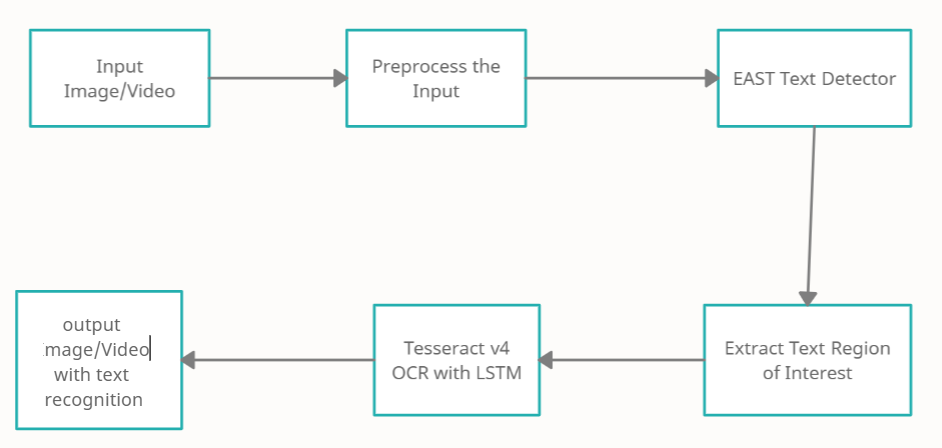 Input
Image/Video
Preprocess the
Input
EAST Text Detector
Extract Text Region
of Interest
Tesseract v4
OCR with LSTM
output
image/Video
with text
recognition